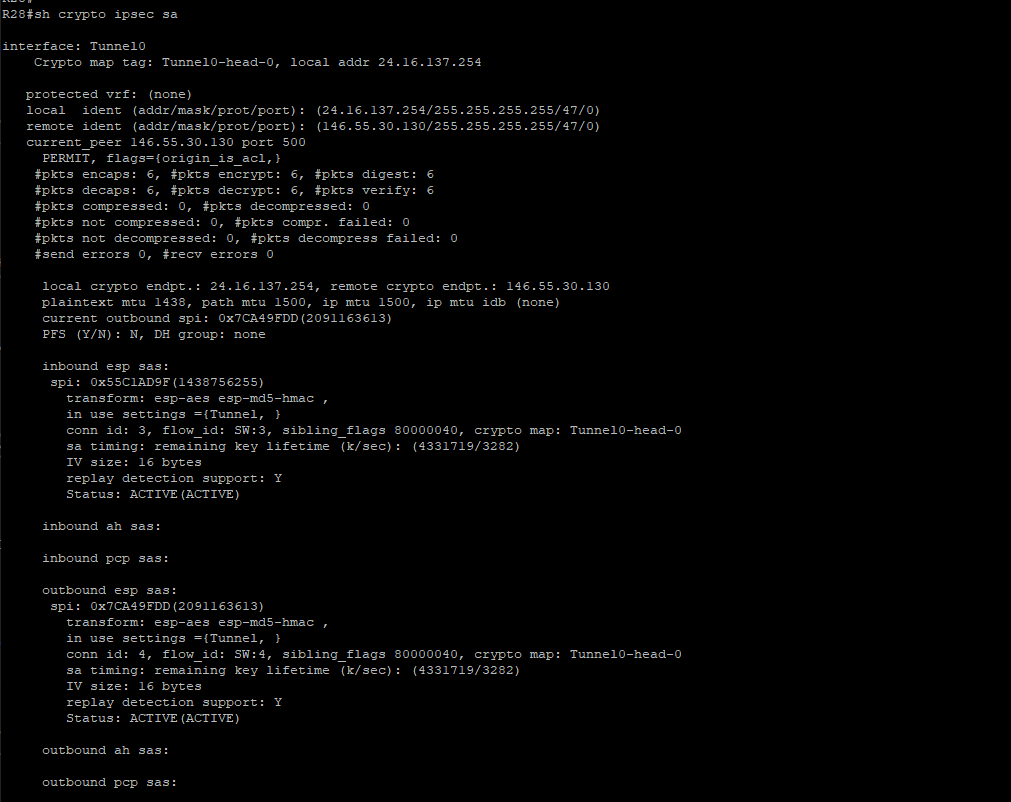 R28#sh crypto ipsec sa
interface: Tunnel0
Crypto map tag: Tunnel0-head-0, local addr 24.16.137.254
protected vrf: (none)
local  ident (addr/mask/prot/port): (24.16.137.254/255.255.255.255/47/0)
remote ident (addr/mask/prot/port): (146.55.30.130/255.255.255.255/47/0)
current_peer 146.55.30.130 port 500
PERMIT, flags={origin_is_acl,}
#pkts encaps: 6, #pkts encrypt: 6, #pkts digest: 6
#pkts decaps: 6, #pkts decrypt: 6, #pkts verify: 6
#pkts compressed: 0, #pkts decompressed: 0
#pkts not compressed: 0, #pkts compr. failed: 0
#pkts not decompressed: 0, #pkts decompress failed: 0
#send errors 0, #recv errors 0
local crypto endpt.: 24.16.137.254, remote crypto endpt.: 146.55.30.130
plaintext mtu 1438, path mtu 1500, ip mtu 1500, ip mtu idb (none)
current outbound spi: 0x7CA49FDD(2091163613)
PFS (Y/N): N, DH group: none
inbound esp sas:
spi: 0x55C1AD9F(1438756255)
transform: esp-aes esp-md5-hmac ,
in use settings ={Tunnel, }
conn id: 3, flow_id: SW:3, sibling_flags 80000040, crypto map: Tunnel0-head-0
sa timing: remaining key lifetime (k/sec): (4331719/3282)
IV size: 16 bytes
replay detection support: Y
Status: ACTIVE(ACTIVE)
inbound ah sas:
inbound pcp sas:
outbound esp sas:
spi: 0x7CA49FDD(2091163613)
transform: esp-aes esp-md5-hmac ,
in use settings ={Tunnel, }
conn id: 4, flow_id: SW:4, sibling_flags 80000040, crypto map: Tunnel0-head-0
sa timing: remaining key lifetime (k/sec): (4331719/3282)
IV size: 16 bytes
replay detection support: Y
Status: ACTIVE(ACTIVE)
outbound ah sas:
outbound pcp sas: